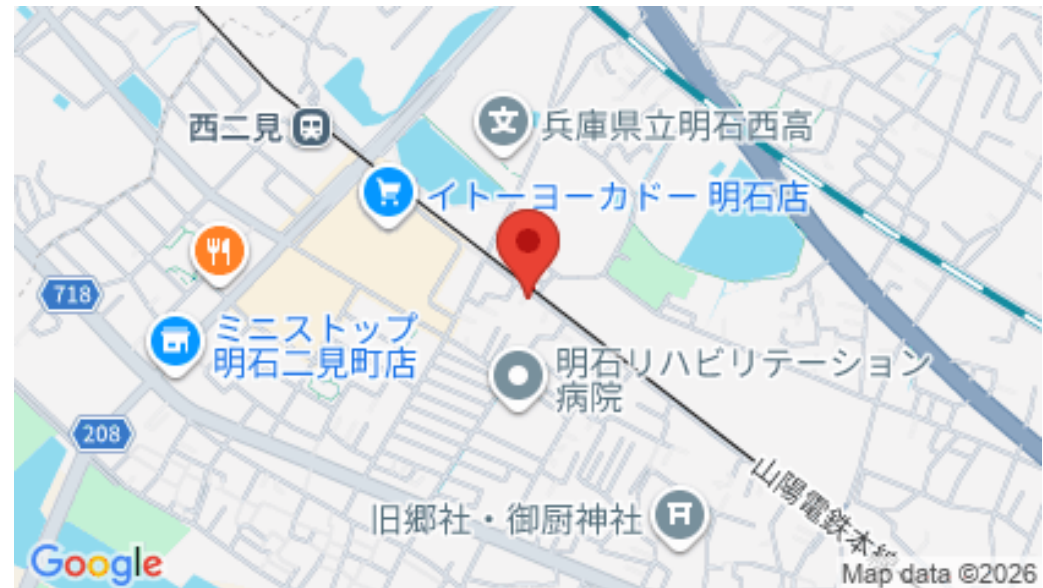 西二見
兵庫県立明石西高
イトーヨーカドー 明石店
718
ミニストップ
明石二見町店
明石リハビリテーション
病院
208
旧郷社・御厨神社
山陽電鉄本線
Google
Map data ©2026